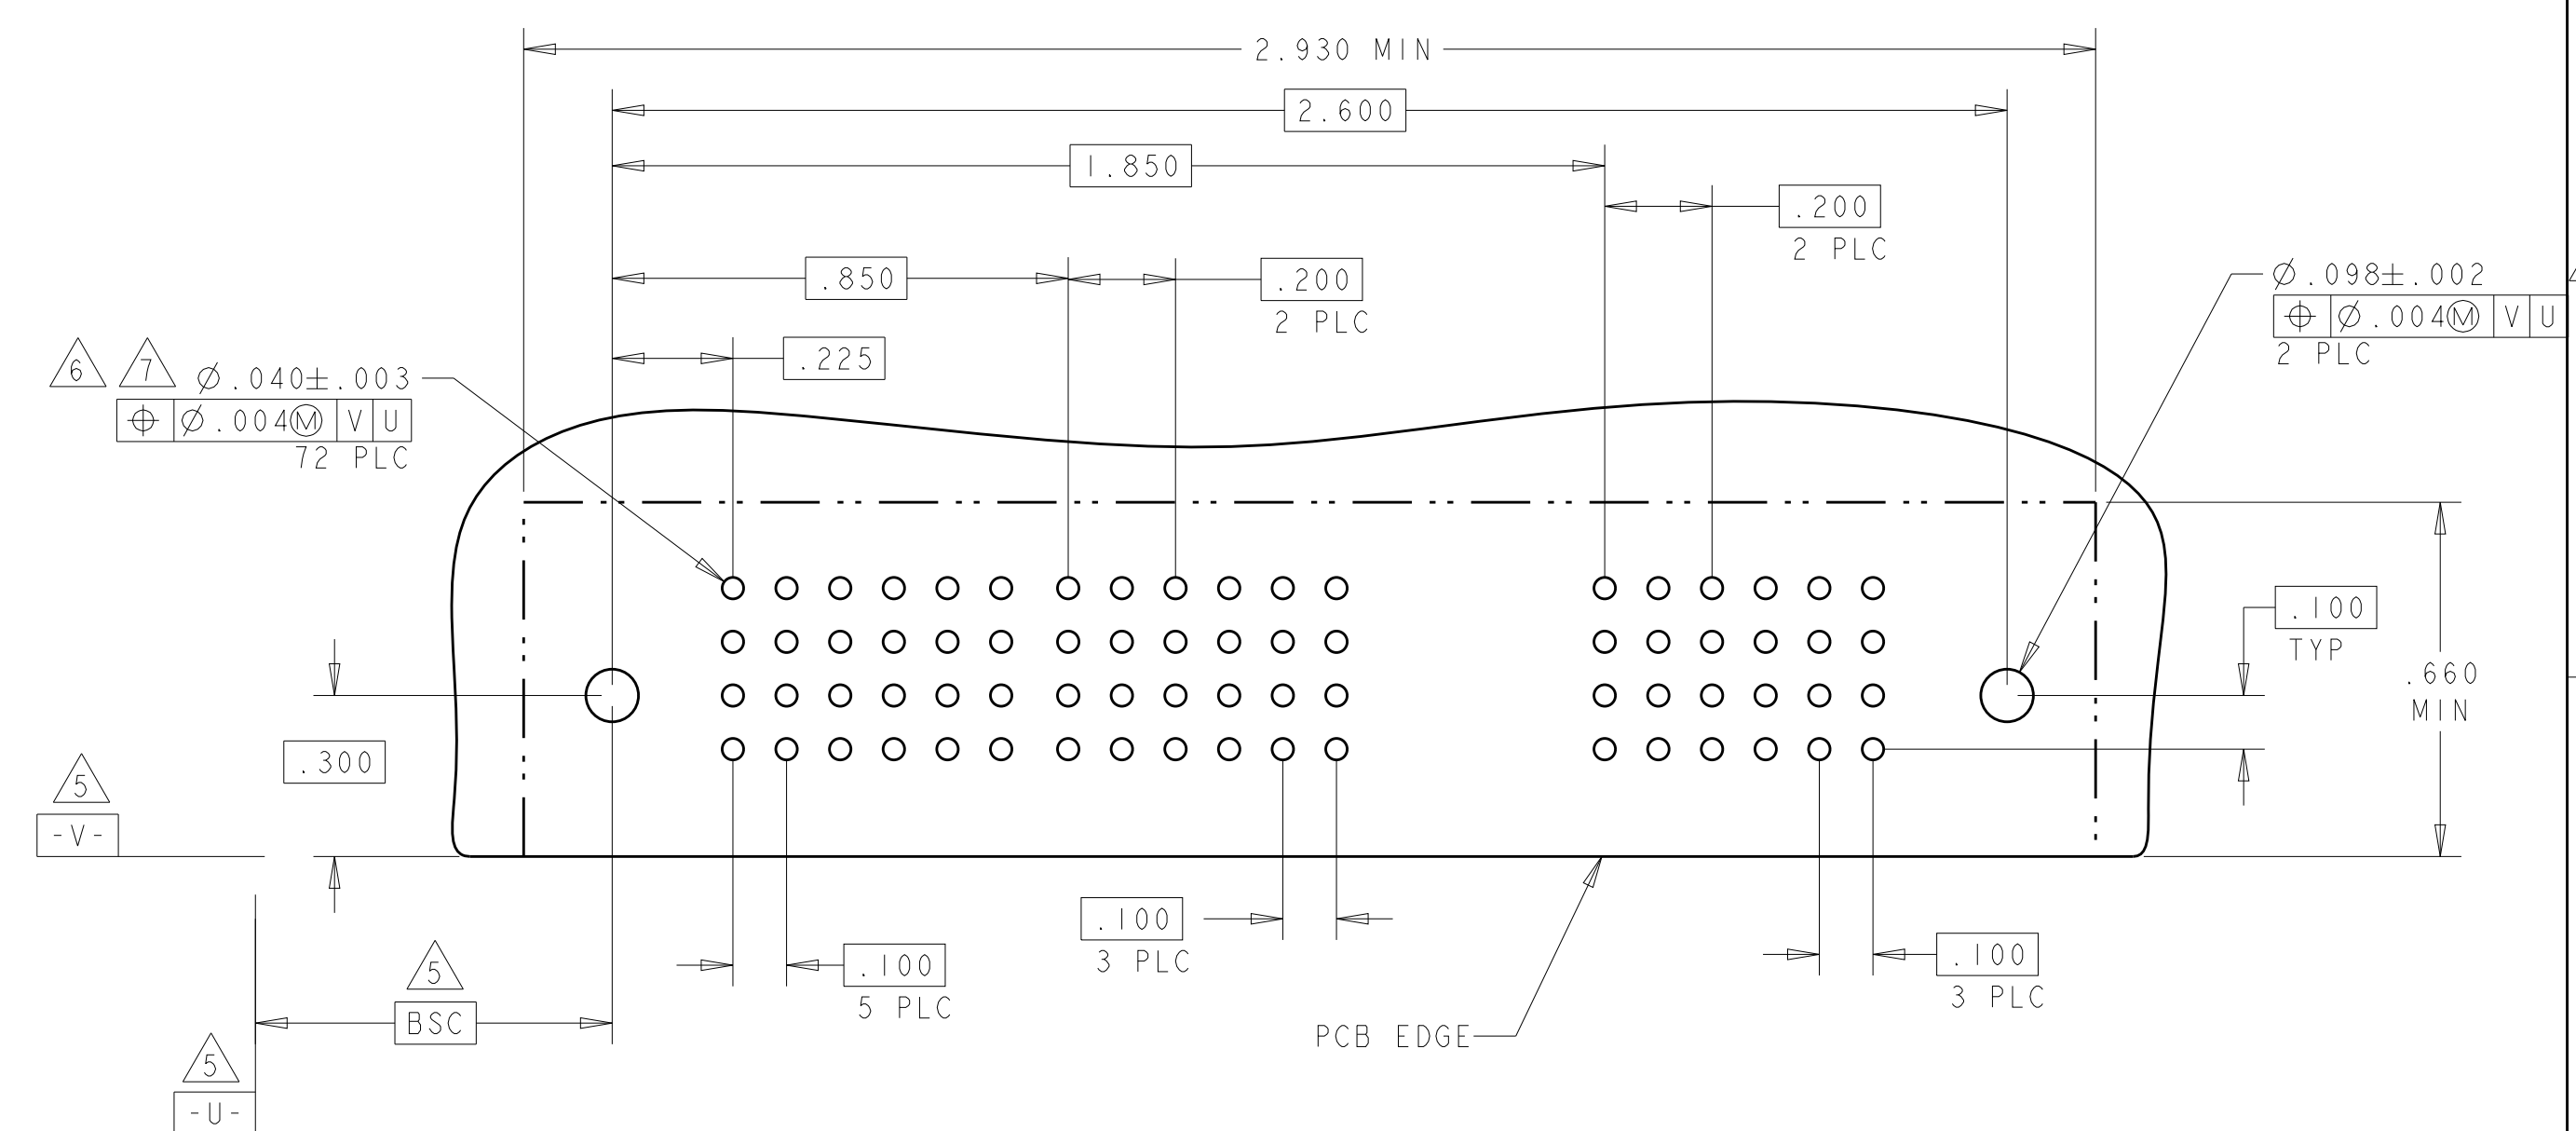 2.930 MIN
2.600
1.850
.200
2 PLC
.850
.200
2 PLC
⌀.098±.002
⌖ ⌀.004Ⓜ V U
2 PLC
.225
6 7 ⌀.040±.003
⌖ ⌀.004Ⓜ V U
72 PLC
.100
TYP
.660
MIN
.300
5
-V-
.100
3 PLC
.100
5 PLC
.100
3 PLC
5
BSC
PCB EDGE
5
-U-